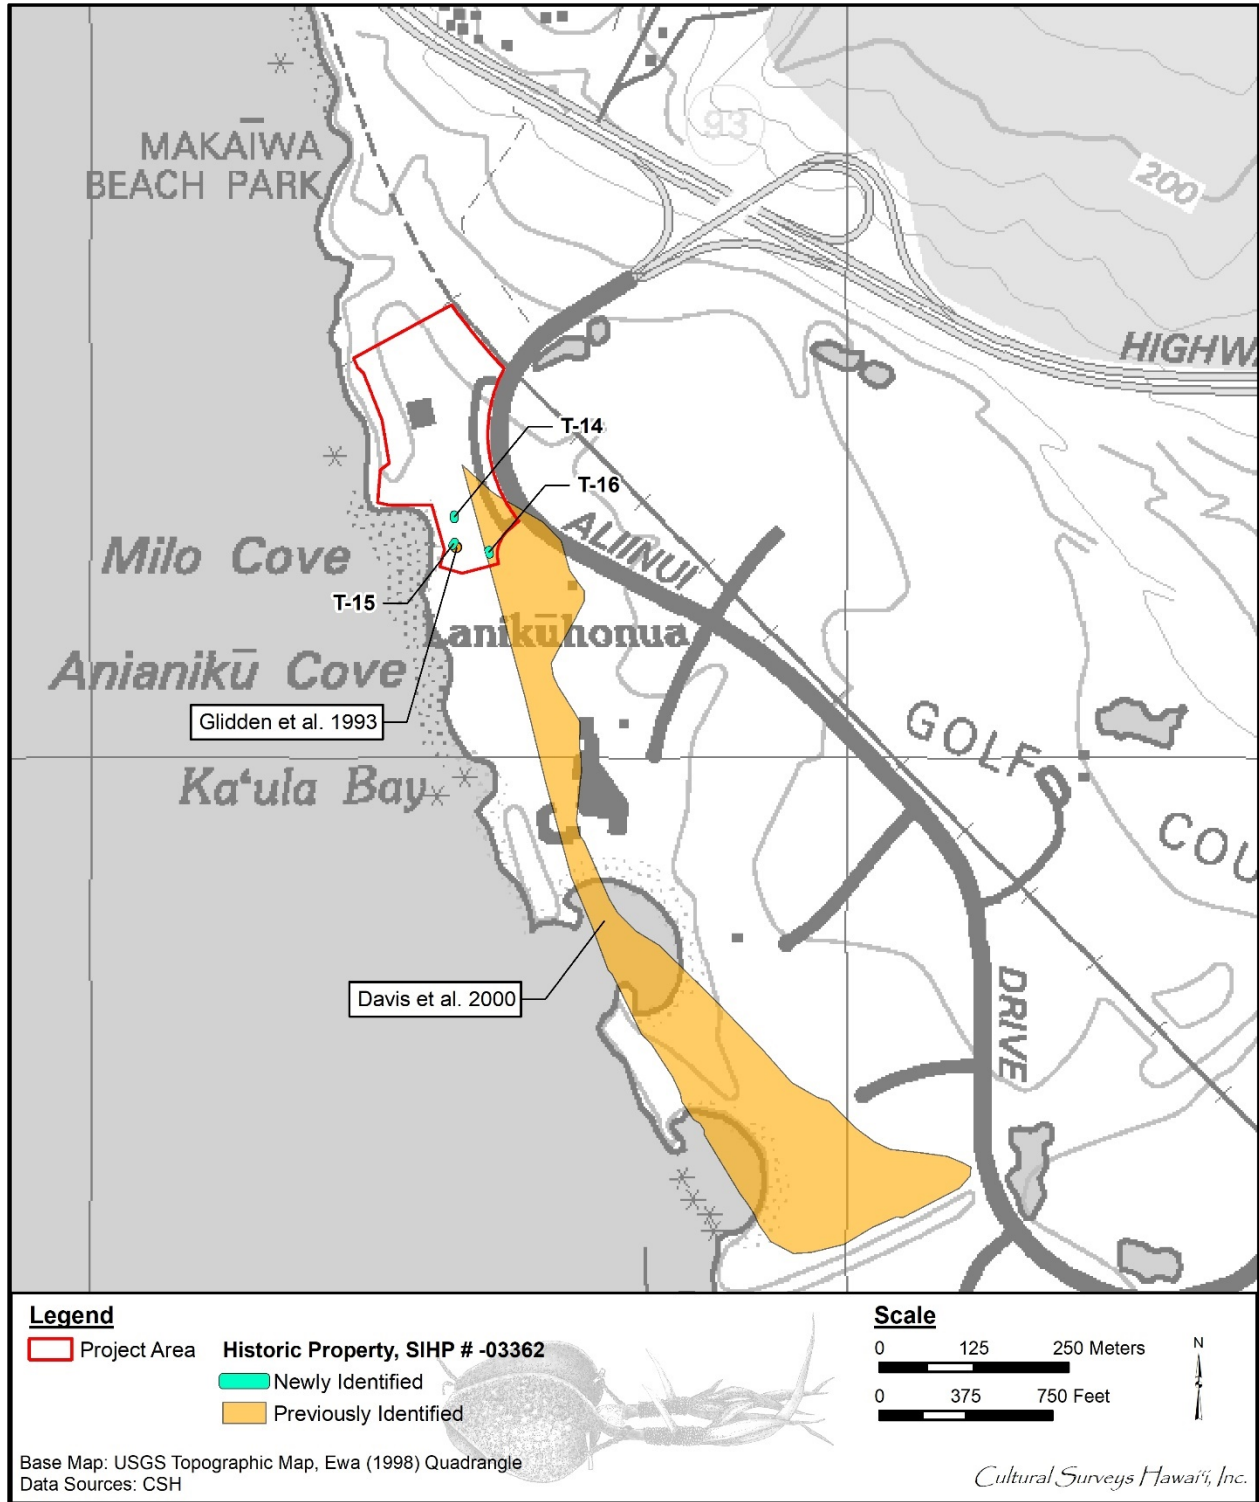 MAKAĪWA
BEACH PARK
93
200
HIGHW
T-14
T-16
ALIINUI
Milo Cove
T-15
Lanikūhonua
Anianikū Cove
Glidden et al. 1993
GOLF
Ka‘ula Bay
COU
Davis et al. 2000
DRIVE
Legend
Project Area
Historic Property, SIHP # -03362
Newly Identified
Previously Identified
Scale
0 125 250 Meters
0 375 750 Feet
N
Base Map: USGS Topographic Map, Ewa (1998) Quadrangle
Data Sources: CSH
Cultural Surveys Hawai‘i, Inc.